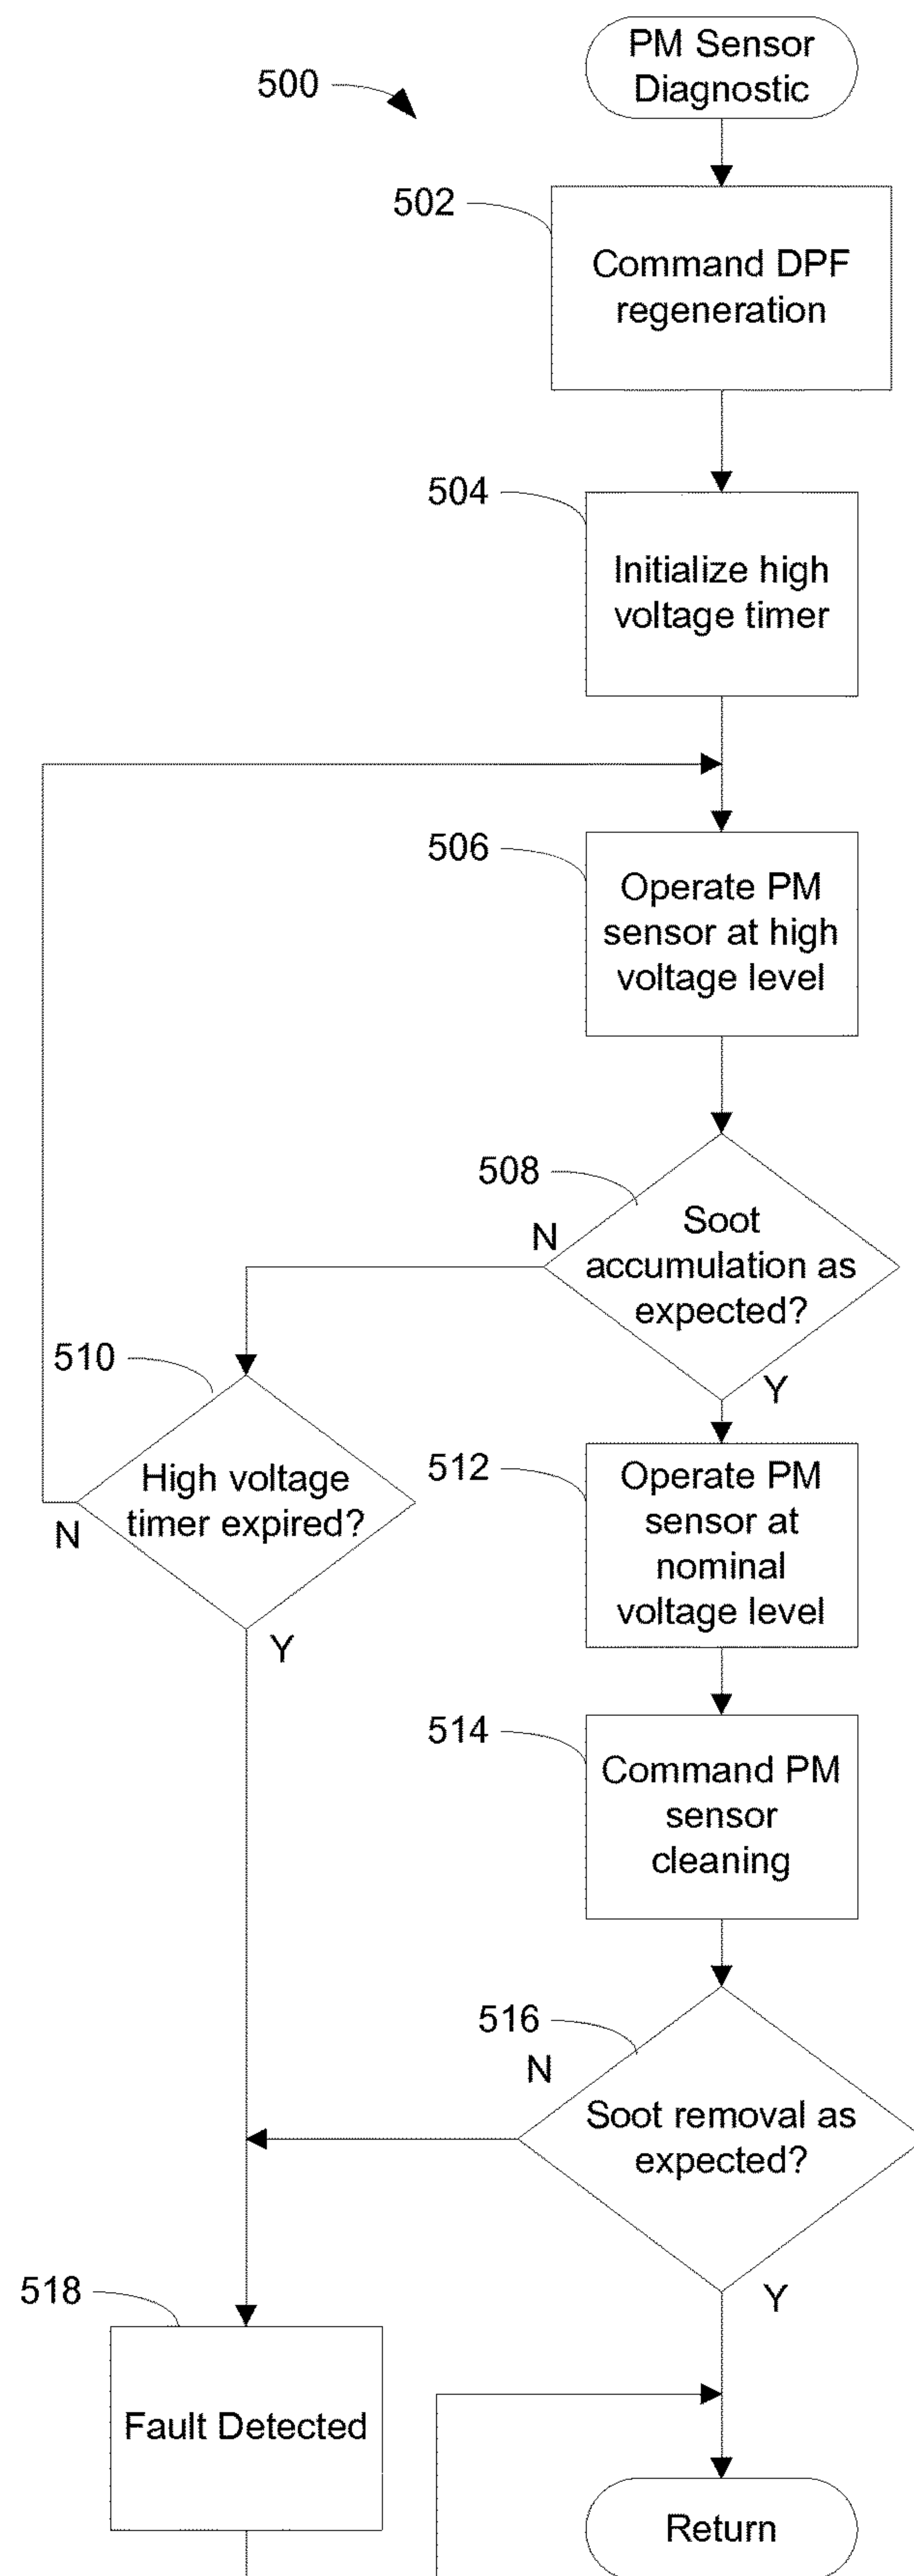 PM Sensor
Diagnostic
500
502
Command DPF
regeneration
504
Initialize high
voltage timer
506
Operate PM
sensor at high
voltage level
508
Soot
accumulation as
expected?
N
Y
510
High voltage
timer expired?
N
Y
512
Operate PM
sensor at
nominal
voltage level
514
Command PM
sensor
cleaning
516
N
Soot removal as
expected?
Y
518
Fault Detected
Return